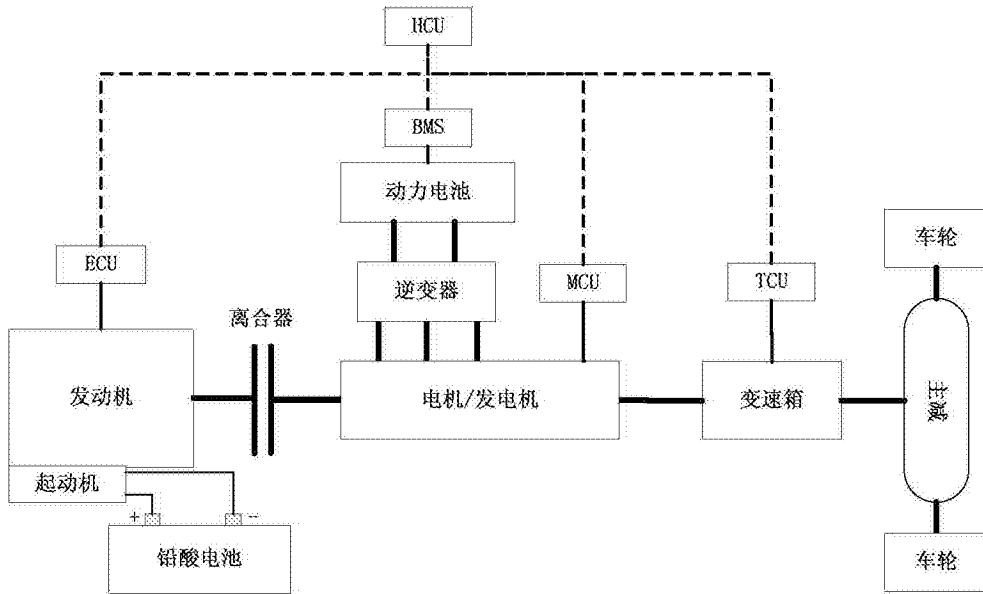 HCU
BMS
动力电池
ECU
逆变器
MCU
TCU
车轮
离合器
发动机
电机/发电机
变速箱
主减
起动机
+
-
铅酸电池
车轮